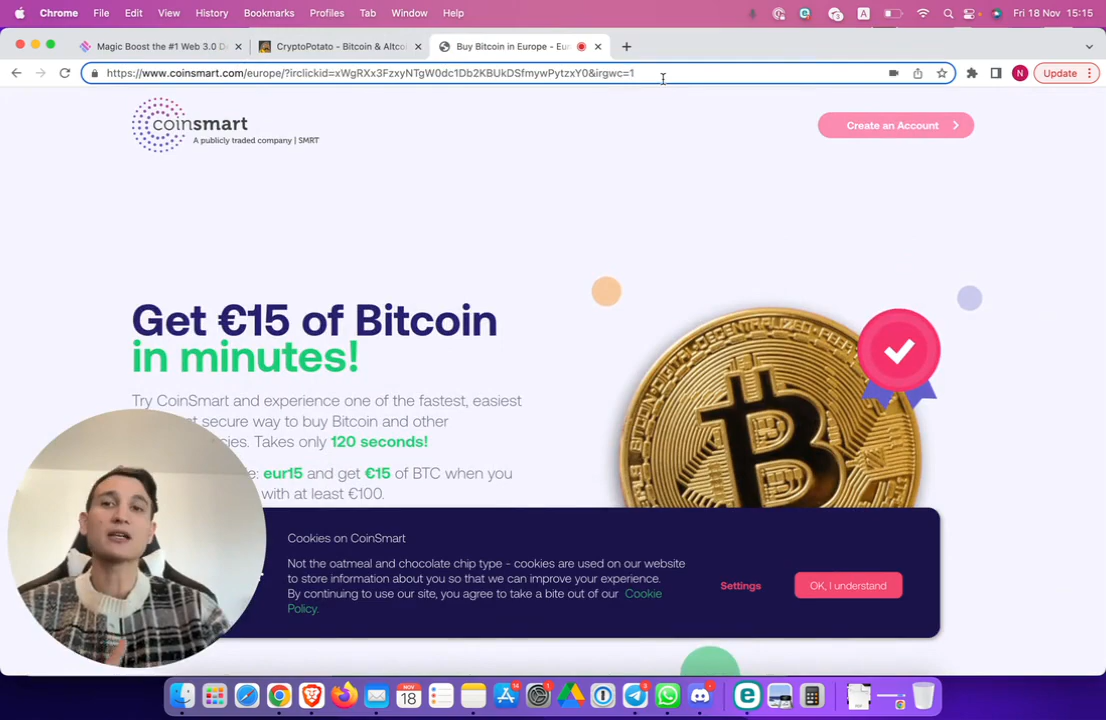 Chrome File Edit View History Bookmarks Profiles Tab Window Help
A
Fri 18 Nov 15:15
Magic Boost the #1 Web 3.0 D
CryptoPotato - Bitcoin & Altco
Buy Bitcoin in Europe - Eu
https://www.coinsmart.com/europe/?irclickid=xWgRXx3FzxyNTgW0dc1Db2KBUkDSfmywPytzxY0&irgwc=1
N
Update
coinsmart
A publicly traded company | SMRT
Create an Account
Get €15 of Bitcoin
in minutes!
Try CoinSmart and experience one of the fastest, easiest
secure way to buy Bitcoin and other
Takes only 120 seconds!
eur15 and get €15 of BTC when you
with at least €100.
Cookies on CoinSmart
Not the oatmeal and chocolate chip type - cookies are used on our website
to store information about you so that we can improve your experience.
By continuing to use our site, you agree to take a bite out of our Cookie
Policy.
Settings
OK, I understand
NOV
18